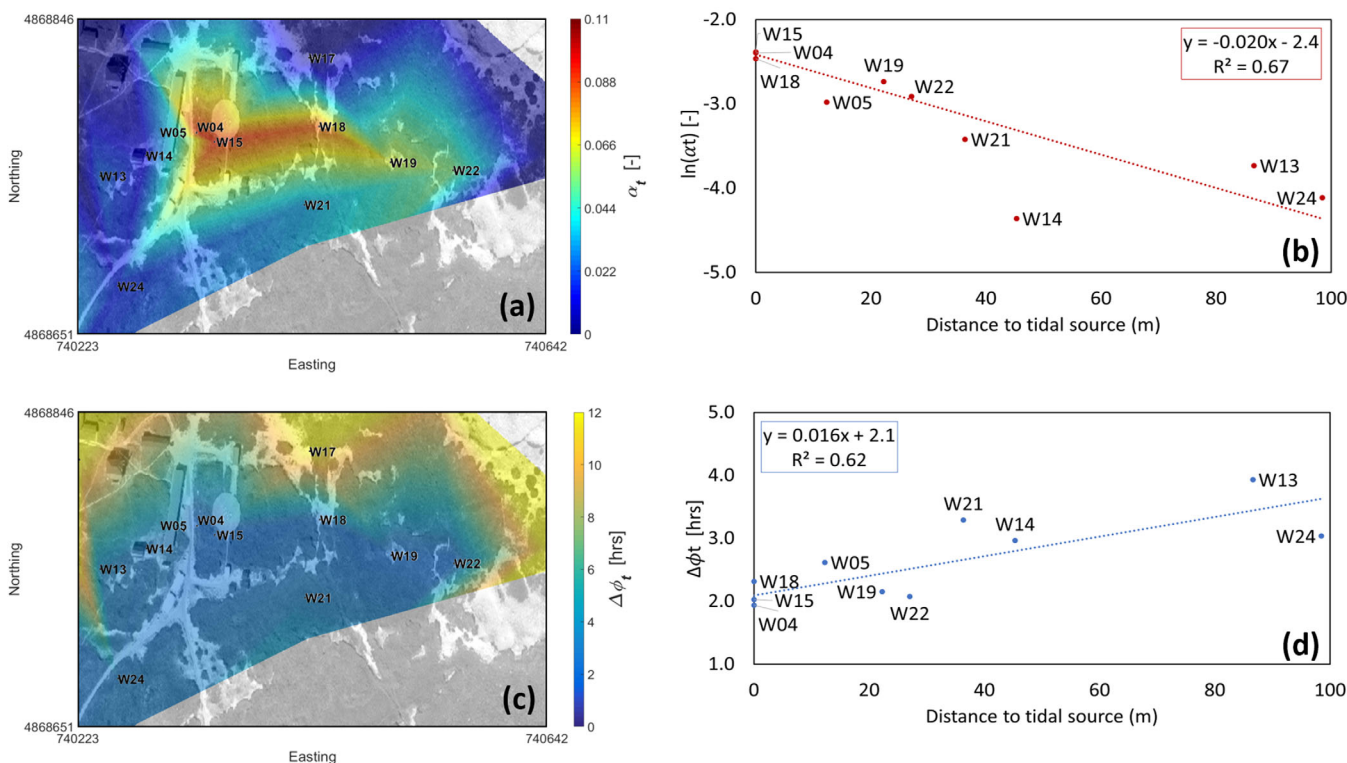 4868846
Northing
4868651
740223
740642
Easting
W17
W05
W04
W18
W15
W14
W13
W19
W22
W21
W24
(a)
0.11
0.088
0.066
0.044
0.022
0
αt [-]
-2.0
-3.0
-4.0
-5.0
ln(αt) [-]
W15
W04
W18
W19
W05
W22
W21
W14
W13
W24
y = -0.020x - 2.4
R² = 0.67
(b)
0 20 40 60 80 100
Distance to tidal source (m)
4868846
Northing
4868651
740223
740642
Easting
W17
W05
W04
W18
W15
W14
W13
W19
W22
W21
W24
(c)
12
10
8
6
4
2
0
Δϕt [hrs]
5.0
4.0
3.0
2.0
1.0
Δϕt [hrs]
y = 0.016x + 2.1
R² = 0.62
W13
W21
W14
W24
W05
W18
W15
W19
W22
W04
(d)
0 20 40 60 80 100
Distance to tidal source (m)